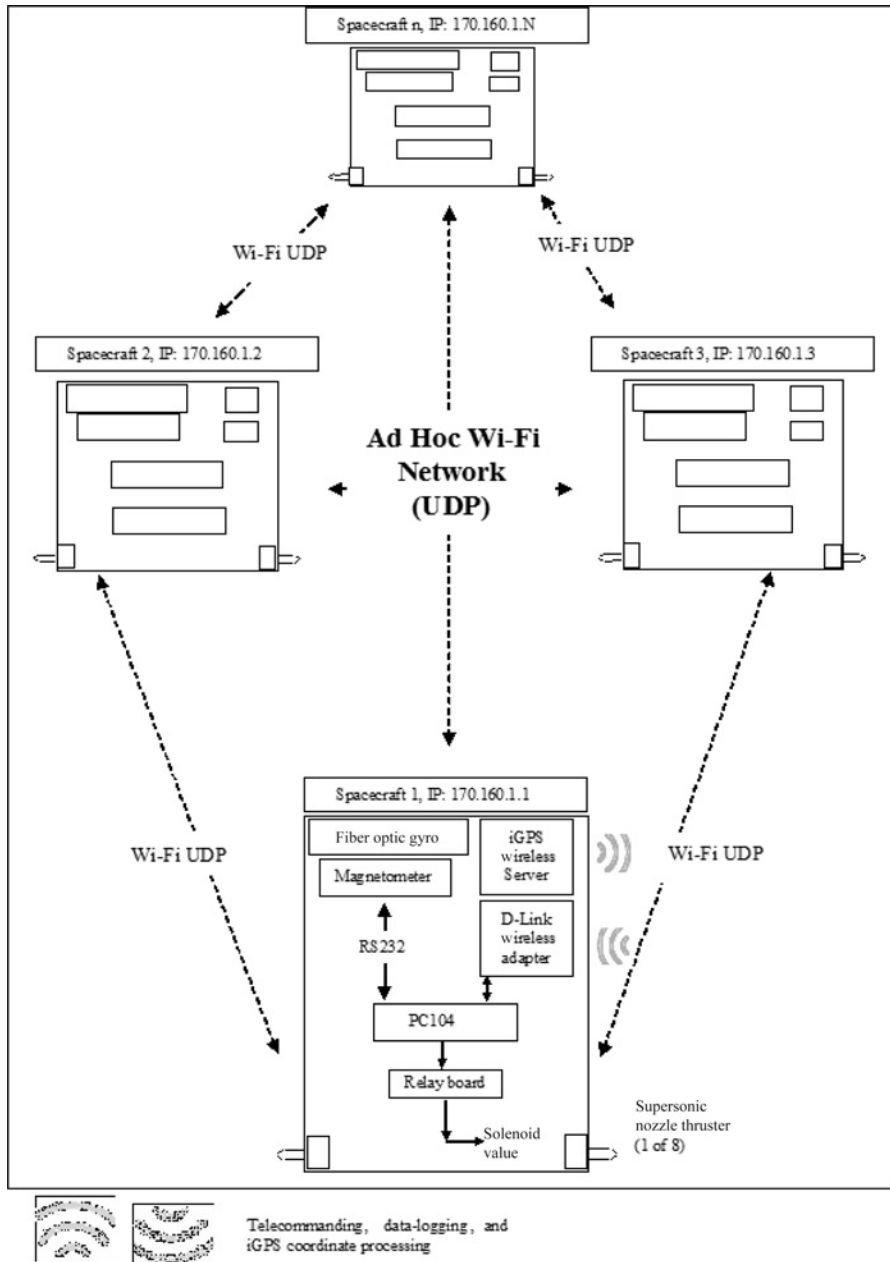 Spacecraft n, IP: 170.160.1.N
Wi-Fi UDP
Wi-Fi UDP
Spacecraft 2, IP: 170.160.1.2
Spacecraft 3, IP: 170.160.1.3
Ad Hoc Wi-Fi
Network
(UDP)
Spacecraft 1, IP: 170.160.1.1
Wi-Fi UDP
Fiber optic gyro
Magnetometer
RS232
iGPS
wireless
Server
D-Link
wireless
adapter
Wi-Fi UDP
PC104
Relay board
Solenoid
value
Supersonic
nozzle thruster
(1 of 8)
Telecommanding, data-logging, and
iGPS coordinate processing